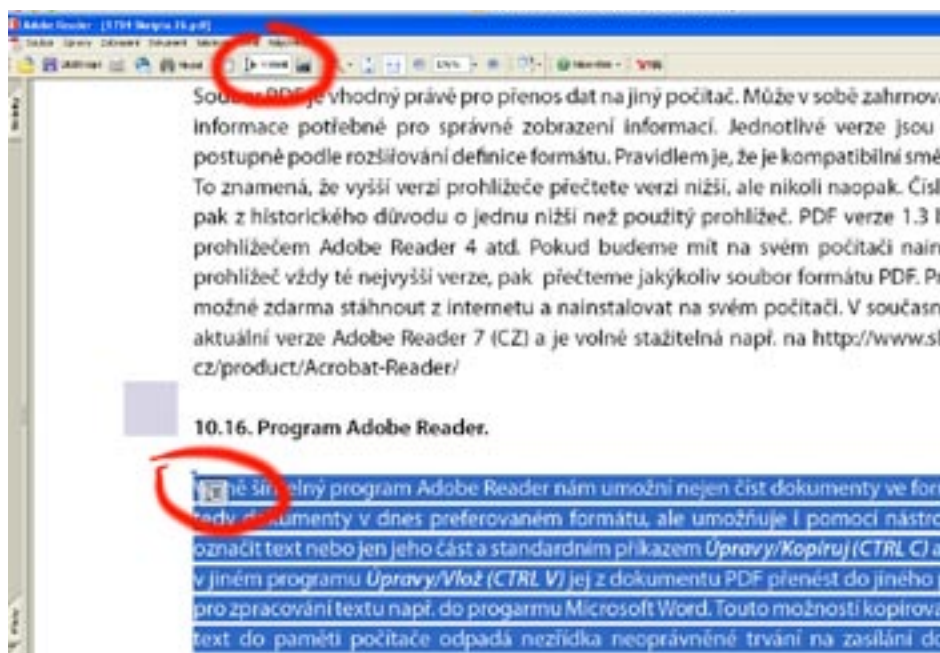 Adobe Reader
Soubor PDF je vhodný právě pro přenos dat na jiný počítač. Může v sobě zahrnov
informace potřebné pro správné zobrazení informací. Jednotlivé verze jsou
postupně podle rozšiřování definice formátu. Pravidlem je, že je kompatibilní smě
To znamená, že vyšší verzí prohlížeče přečtete verzi nižší, ale nikoli naopak. Čísl
pak z historického důvodu o jednu nižší než použitý prohlížeč. PDF verze 1.3
prohlížečem Adobe Reader 4 atd. Pokud budeme mít na svém počítači nain
prohlížeč vždy té nejvyšší verze, pak přečteme jakýkoliv soubor formátu PDF.
možné zdarma stáhnout z internetu a nainstalovat na svém počítači. V současn
aktuální verze Adobe Reader 7 (CZ) a je volně stažitelná např. na http://www.sl
cz/product/Acrobat-Reader/
10.16. Program Adobe Reader.
program Adobe Reader nám umožní nejen číst dokumenty ve for
tedy dokumenty v dnes preferovaném formátu, ale umožňuje i pomocí nástro
označit text nebo jen jeho část a standardním příkazem Úpravy/Kopíruj (CTRL C) a
v jiném programu Úpravy/Vlož (CTRL V) jej z dokumentu PDF přenést do jiného
pro zpracování textu např. do progarmu Microsoft Word. Touto možností kopírova
text do paměti počítače odpadá nezřídka neoprávněné trvání na zasílání do